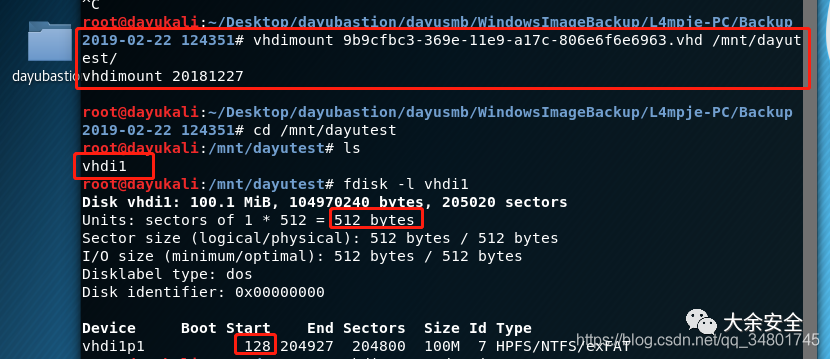 ^C
root@dayukali:~/Desktop/dayubastion/dayusmb/WindowsImageBackup/L4mpje-PC/Backup
2019-02-22 124351# vhdimount 9b9cfbc3-369e-11e9-a17c-806e6f6e6963.vhd /mnt/dayut
est/
vhdimount 20181227
dayubastion
root@dayukali:~/Desktop/dayubastion/dayusmb/WindowsImageBackup/L4mpje-PC/Backup
2019-02-22 124351# cd /mnt/dayutest
root@dayukali:/mnt/dayutest# ls
vhdi1
root@dayukali:/mnt/dayutest# fdisk -l vhdi1
Disk vhdi1: 100.1 MiB, 104970240 bytes, 205020 sectors
Units: sectors of 1 * 512 = 512 bytes
Sector size (logical/physical): 512 bytes / 512 bytes
I/O size (minimum/optimal): 512 bytes / 512 bytes
Disklabel type: dos
Disk identifier: 0x00000000
Device Boot Start End Sectors Size Id Type
vhdi1p1 128 204927 204800 100M 7 HPFS/NTFS/exFAT
大余安全
https://blog.csdn.net/qq_34801745